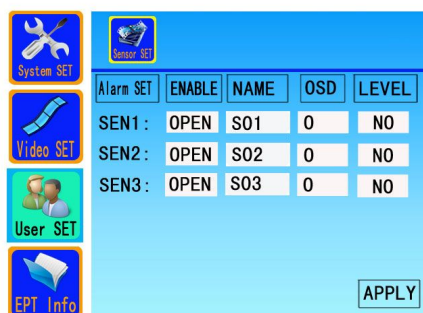 System SET
Video SET
User SET
EPT Info
Sensor SET
Alarm SET ENABLE NAME OSD LEVEL
SEN1: OPEN S01 0 NO
SEN2: OPEN S02 0 NO
SEN3: OPEN S03 0 NO
APPLY